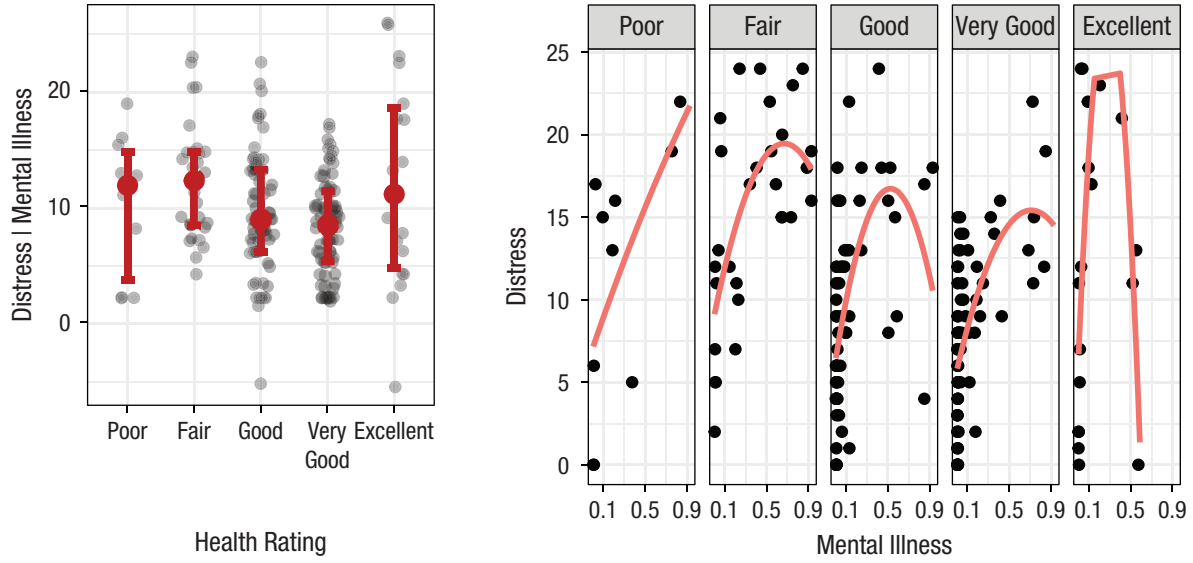 Distress | Mental Illness
20
10
0
Poor Fair Good Very Good Excellent
Health Rating
Poor Fair Good Very Good Excellent
Distress
25
20
15
10
5
0
0.1 0.5 0.9 0.1 0.5 0.9 0.1 0.5 0.9 0.1 0.5 0.9 0.1 0.5 0.9
Mental Illness